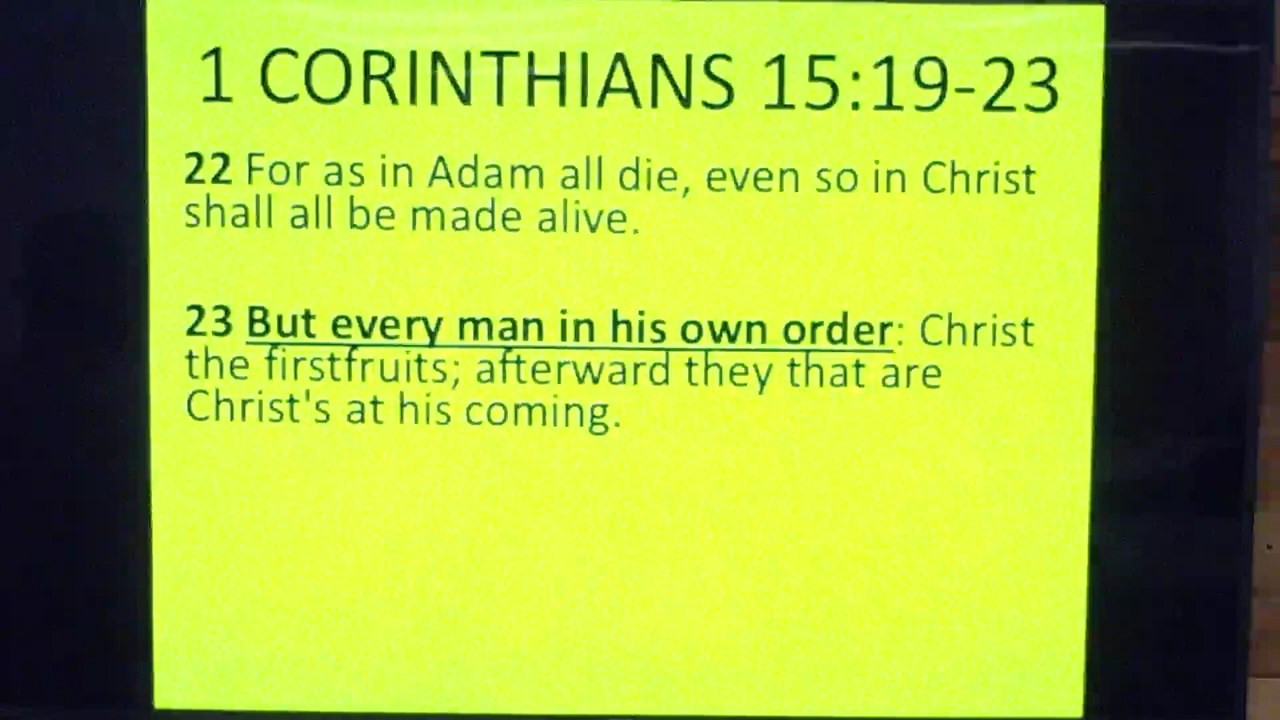 1 CORINTHIANS 15:19-23
22 For as in Adam all die, even so in Christ
shall all be made alive.
23 But every man in his own order: Christ
the firstfruits; afterward they that are
Christ's at his coming.